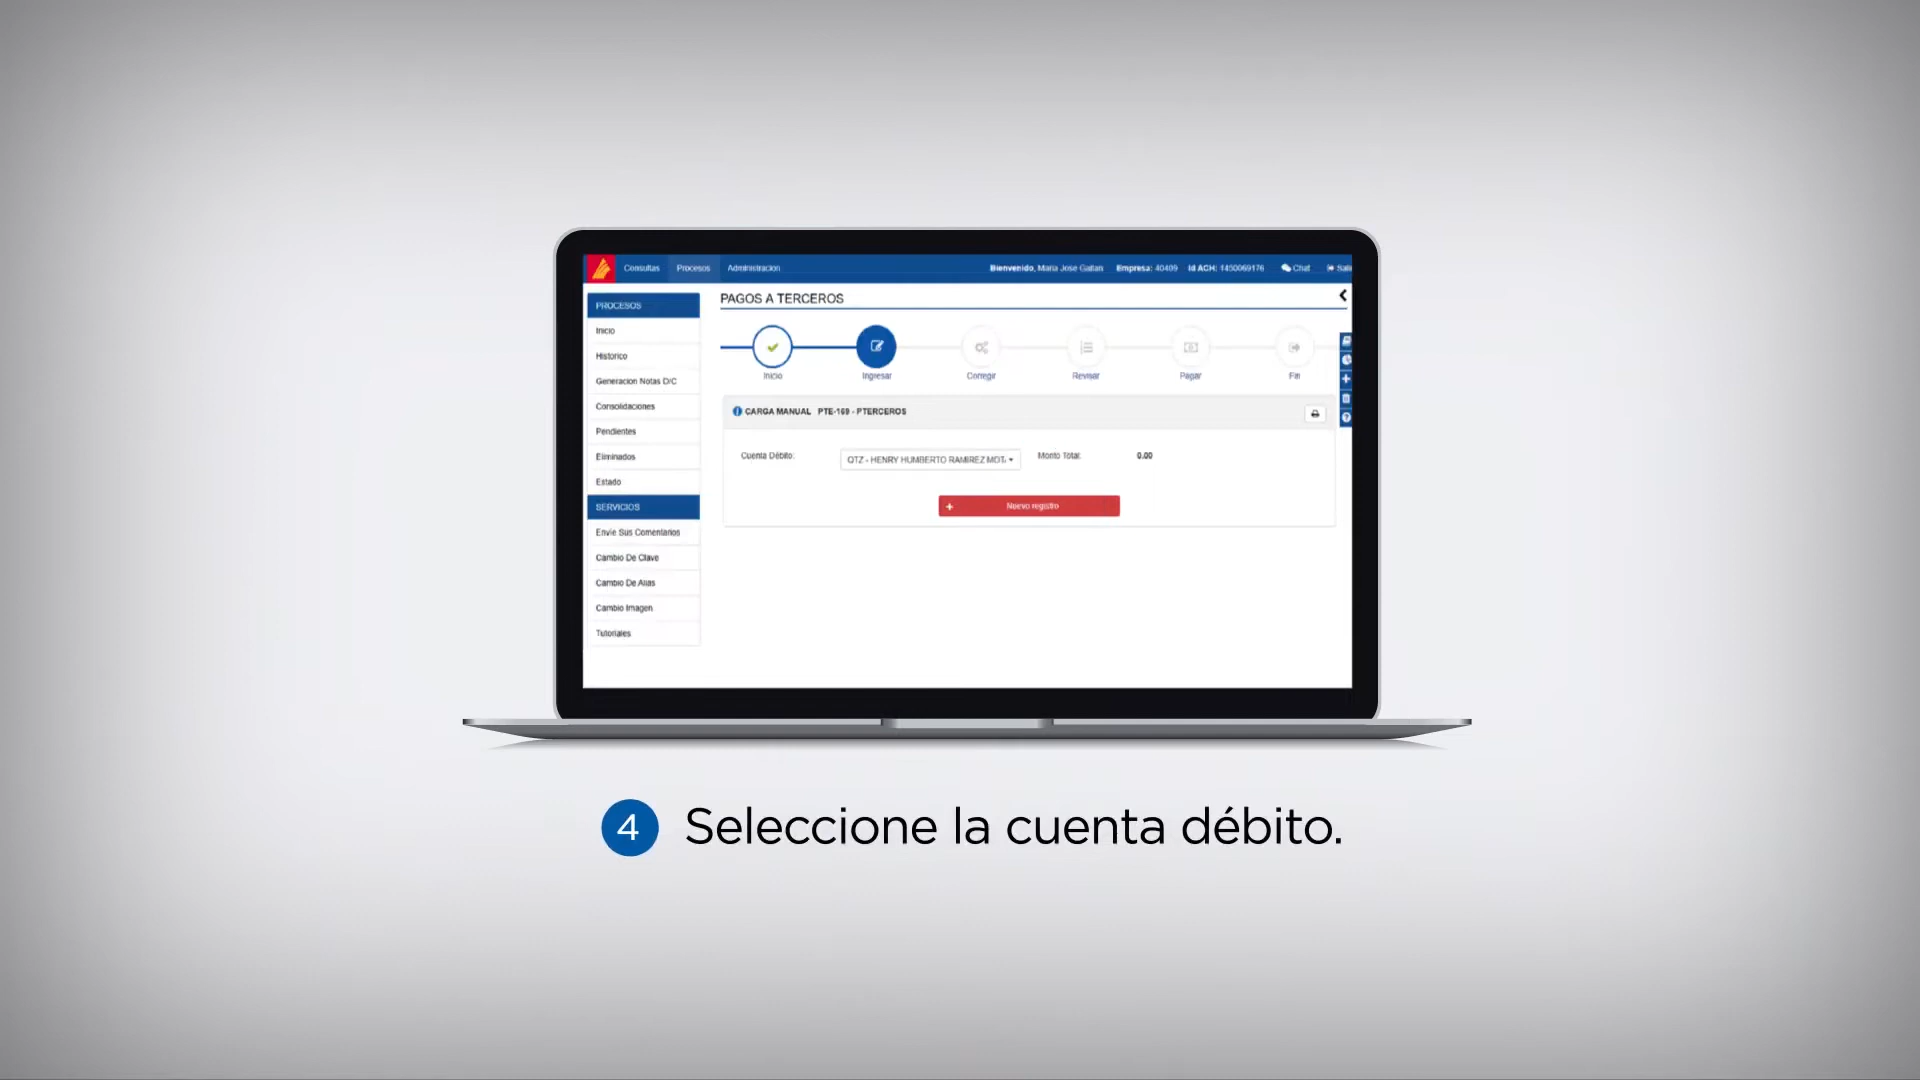 Consultas Procesos Administracion Bienvenido, Maria Jose Gaitan Empresa: 40409 Id ACH: 1450069176 Chat
PAGOS A TERCEROS
PROCESOS
Inicio
Historico
Generacion Notas D/C
Consolidaciones
Pendientes
Eliminados
Estado
SERVICIOS
Envie Sus Comentarios
Cambio De Clave
Cambio De Alias
Cambio Imagen
Tutoriales
Inicio Ingresar Corregir Revisar Pagar Fin
CARGA MANUAL PTE-169 - PTERCEROS
Cuenta Débito: QTZ - HENRY HUMBERTO RAMIREZ Monto Total: 0.00
Nuevo registro
4 Seleccione la cuenta débito.